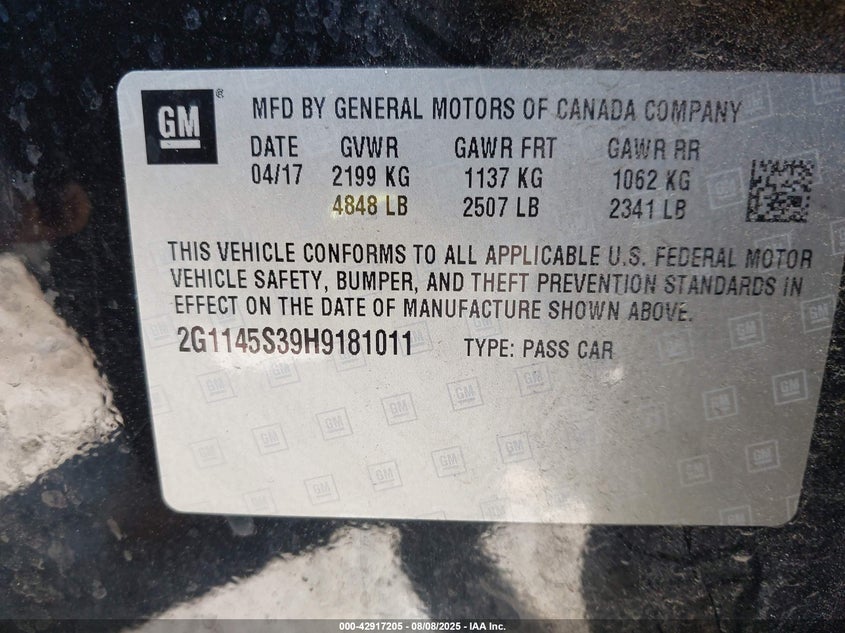 GM ® MFD BY GENERAL MOTORS OF CANADA COMPANY
DATE GVWR GAWR FRT GAWR RR
04/17 2199 KG 1137 KG 1062 KG
4848 LB 2507 LB 2341 LB
THIS VEHICLE CONFORMS TO ALL APPLICABLE U.S. FEDERAL MOTOR
VEHICLE SAFETY, BUMPER, AND THEFT PREVENTION STANDARDS IN
EFFECT ON THE DATE OF MANUFACTURE SHOWN ABOVE.
2G1145S39H9181011 TYPE: PASS CAR
000-42917205 - 08/08/2025 - IAA Inc.